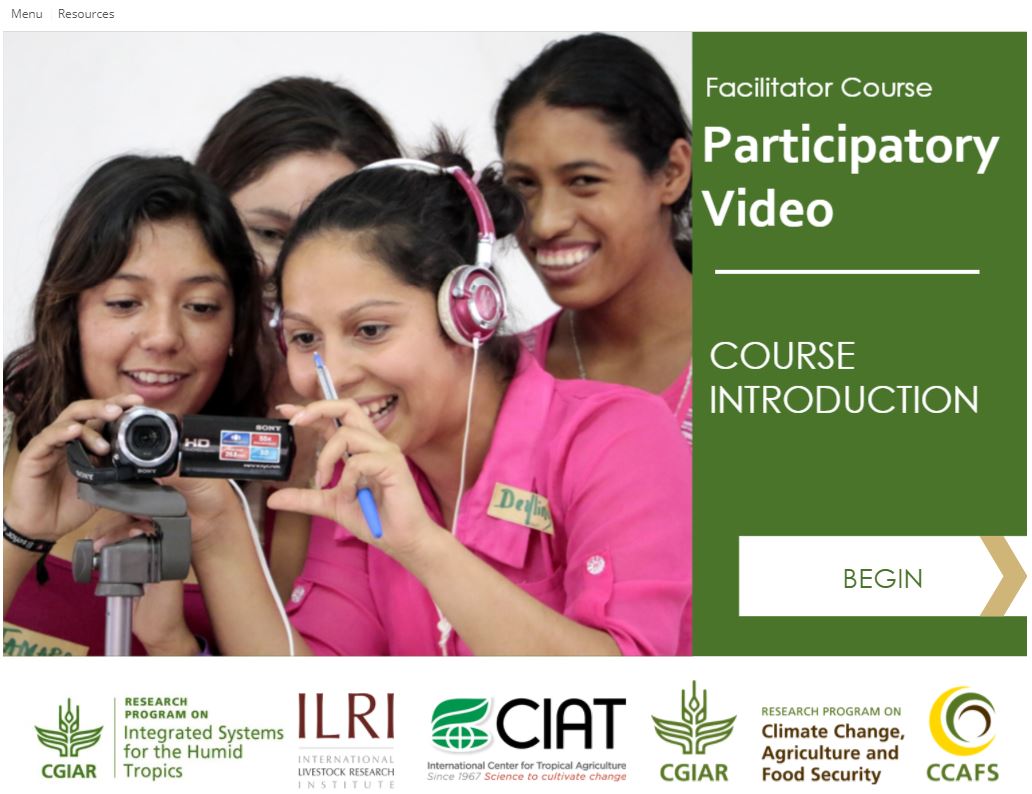 Menu
Resources
Facilitator Course
Participatory
Video
COURSE
INTRODUCTION
BEGIN
SONY
HD
SONY
SONY
RESEARCH
PROGRAM ON
Integrated Systems
for the Humid
Tropics
CGIAR
ILRI
INTERNATIONAL
LIVESTOCK RESEARCH
INSTITUTE
CIAT
International Center for Tropical Agriculture
Since 1967 Science to cultivate change
CGIAR
RESEARCH PROGRAM ON
Climate Change,
Agriculture and
Food Security
CCAFS